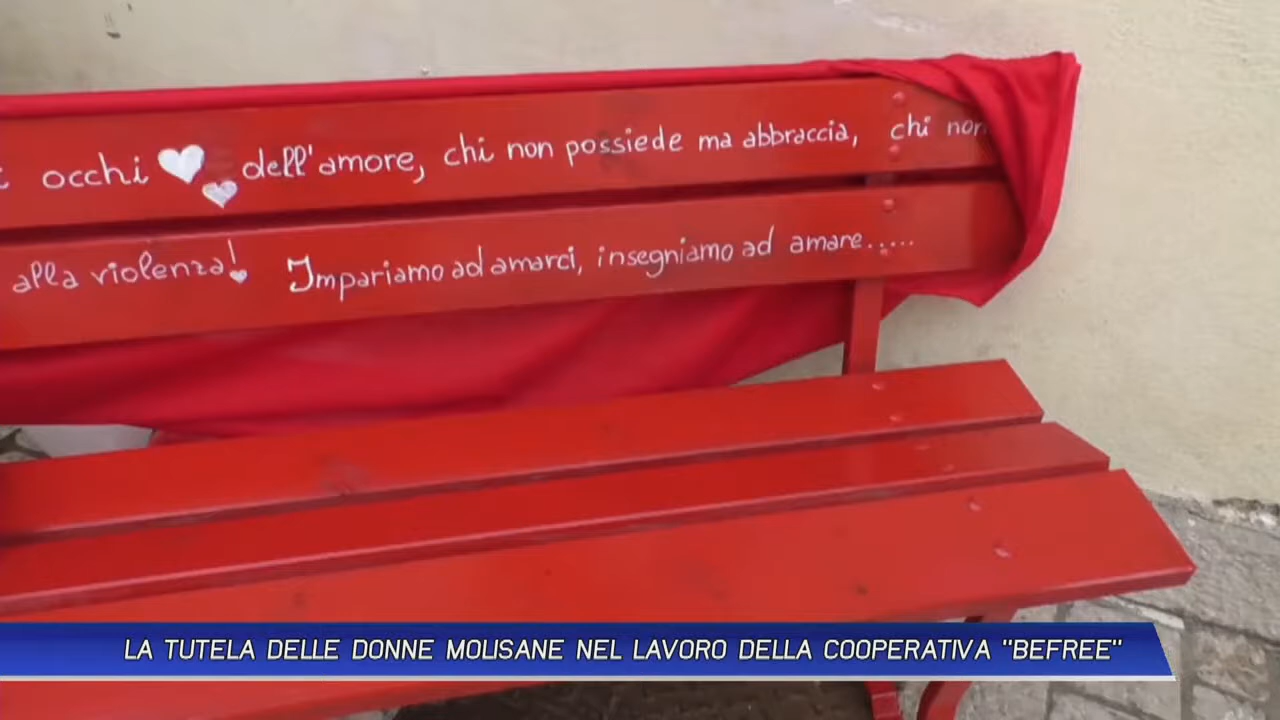 occhi dell'amore, chi non possiede ma abbraccia, chi non
alla violenza! Impariamo ad amarci, insegniamo ad amare.....
LA TUTELA DELLE DONNE MOLISANE NEL LAVORO DELLA COOPERATIVA "BEFREE"